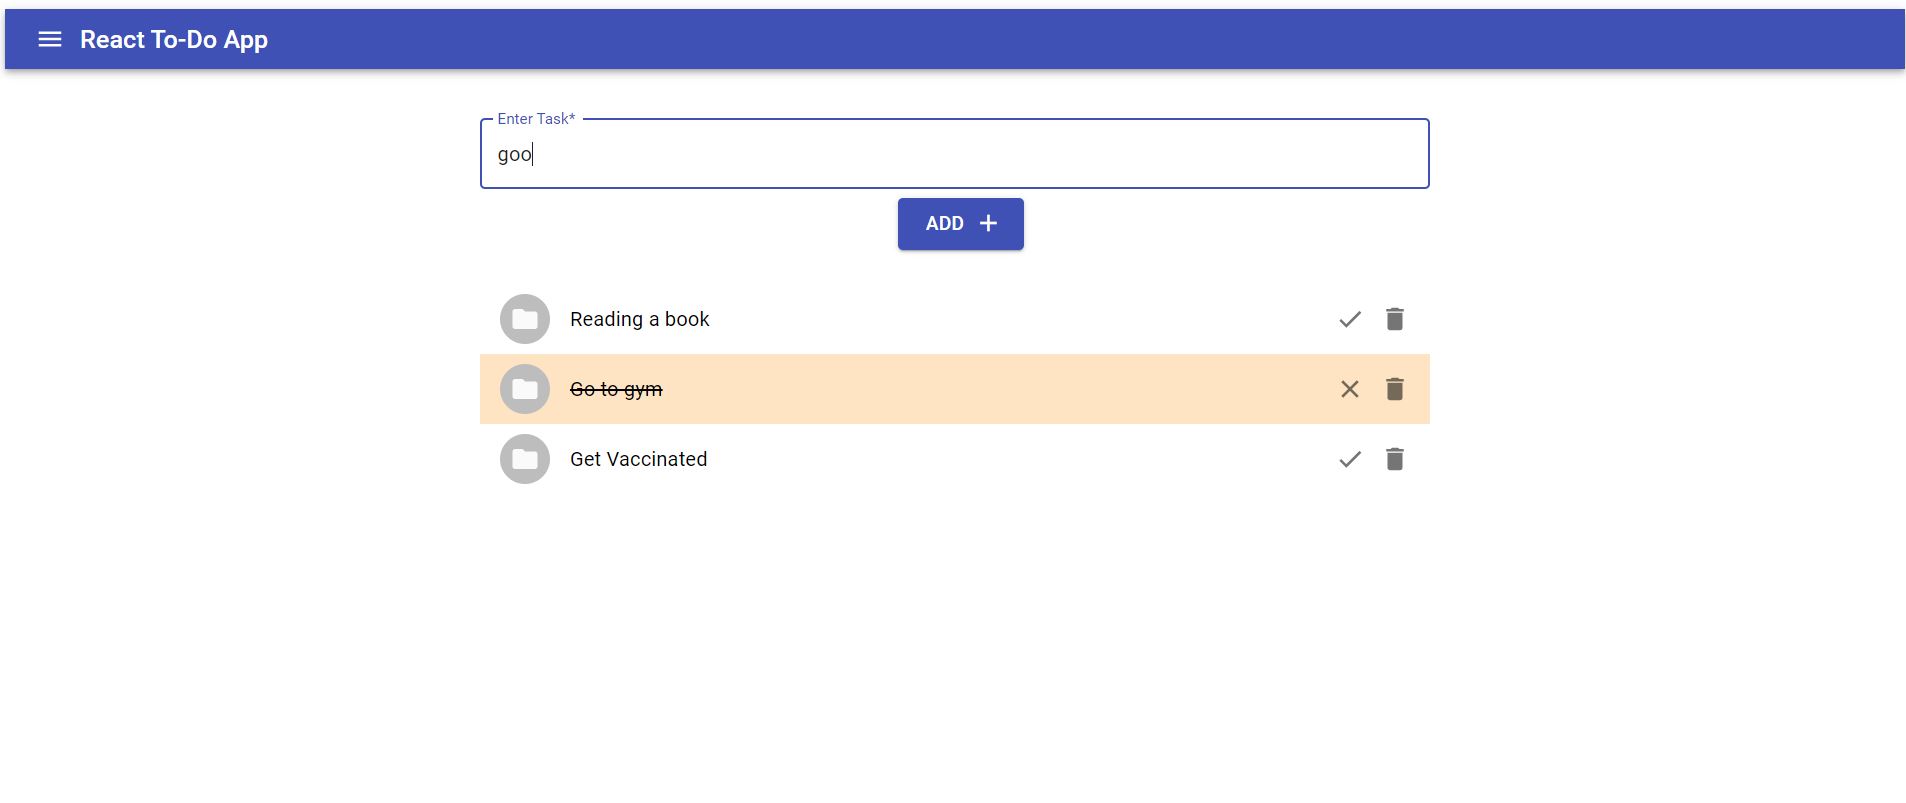 React To-Do App
Enter Task*
goo
ADD
Reading a book
Go to gym
Get Vaccinated